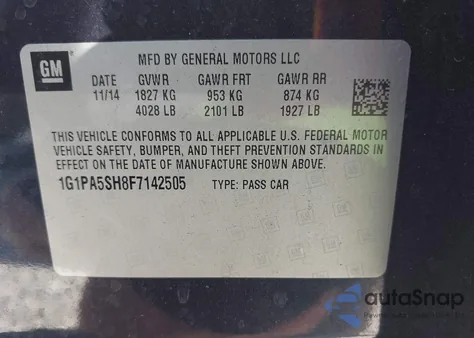 GM
MFD BY GENERAL MOTORS LLC
DATE GVWR GAWR FRT GAWR RR
11/14 1827 KG 953 KG 874 KG
4028 LB 2101 LB 1927 LB
THIS VEHICLE CONFORMS TO ALL APPLICABLE U.S. FEDERAL MOTOR
VEHICLE SAFETY, BUMPER, AND THEFT PREVENTION STANDARDS IN
EFFECT ON THE DATE OF MANUFACTURE SHOWN ABOVE.
1G1PA5SH8F7142505 TYPE: PASS CAR
autoSnap